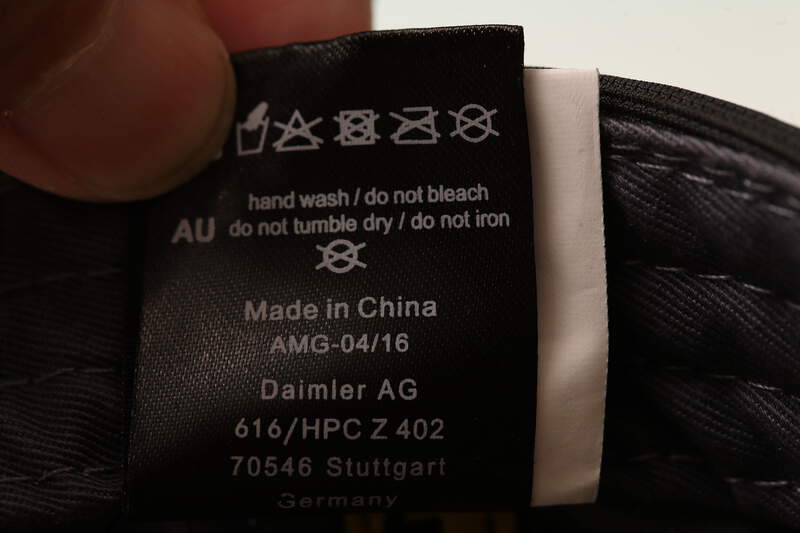 hand wash / do not bleach
AU do not tumble dry / do not iron
Made in China
AMG-04/16
Daimler AG
616/HPC Z 402
70546 Stuttgart
Germany